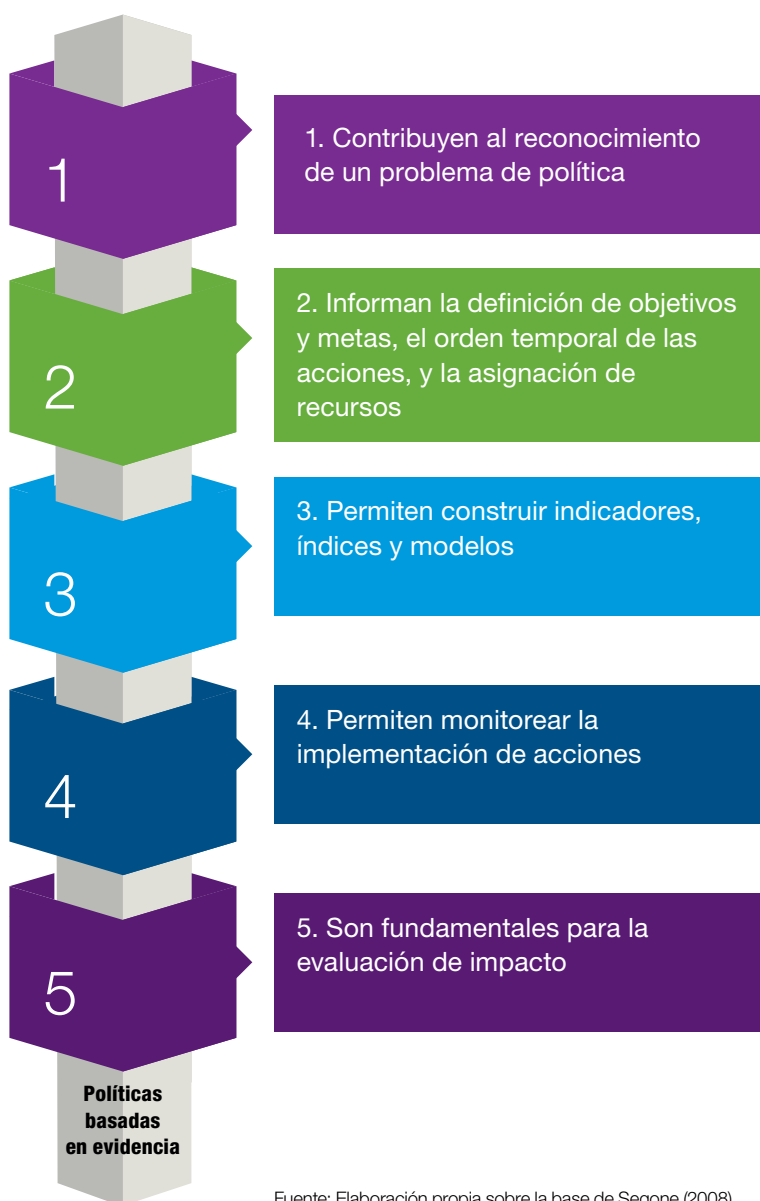 1
1. Contribuyen al reconocimiento
de un problema de política
2
2. Informan la definición de objetivos
y metas, el orden temporal de las
acciones, y la asignación de
recursos
3
3. Permiten construir indicadores,
índices y modelos
4
4. Permiten monitorear la
implementación de acciones
5
5. Son fundamentales para la
evaluación de impacto
Políticas
basadas
en evidencia
Fuente: Elaboración propia sobre la base de Segone (2008)